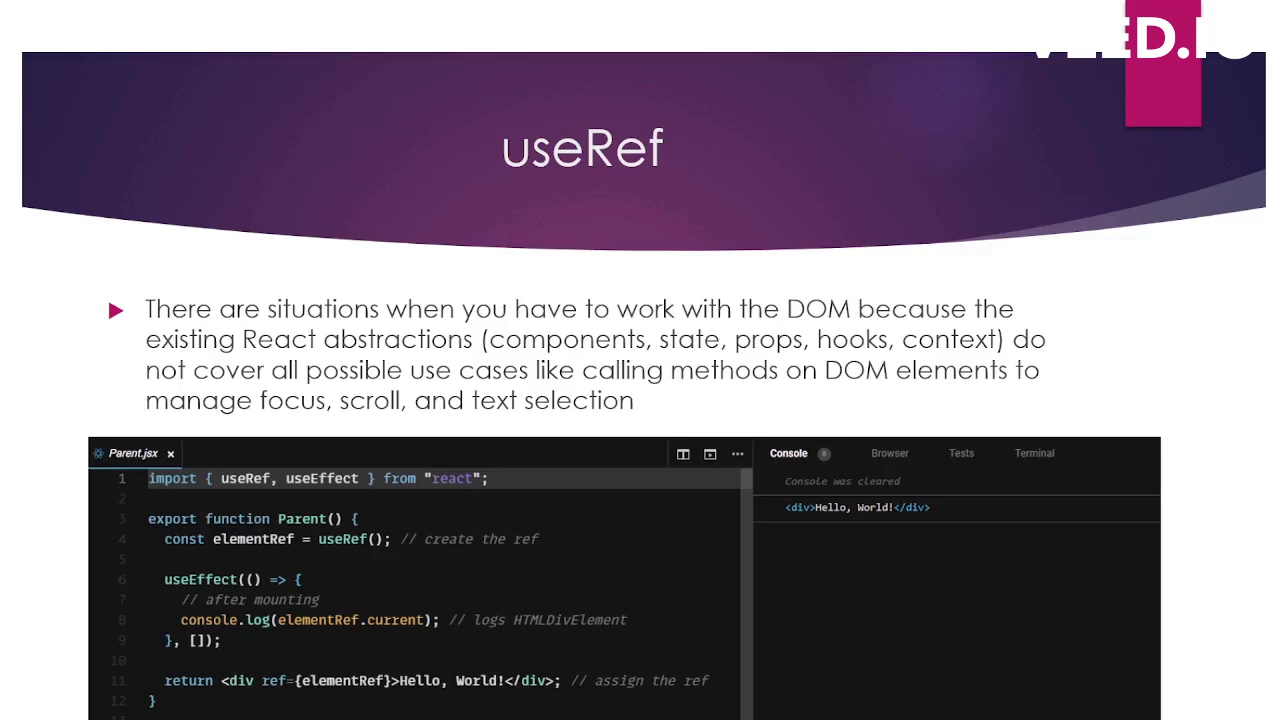 useRef
There are situations when you have to work with the DOM because the
existing React abstractions (components, state, props, hooks, context) do
not cover all possible use cases like calling methods on DOM elements to
manage focus, scroll, and text selection
Parent.jsx ×
1 import { useRef, useEffect } from "react";
2
3 export function Parent() {
4 const elementRef = useRef(); // create the ref
5
6 useEffect(() => {
7 // after mounting
8 console.log(elementRef.current); // logs HTMLDivElement
9 }, []);
10
11 return <div ref={elementRef}>Hello, World!</div>; // assign the ref
12 }
Console Browser Tests Terminal
Console was cleared
<div>Hello, World!</div>